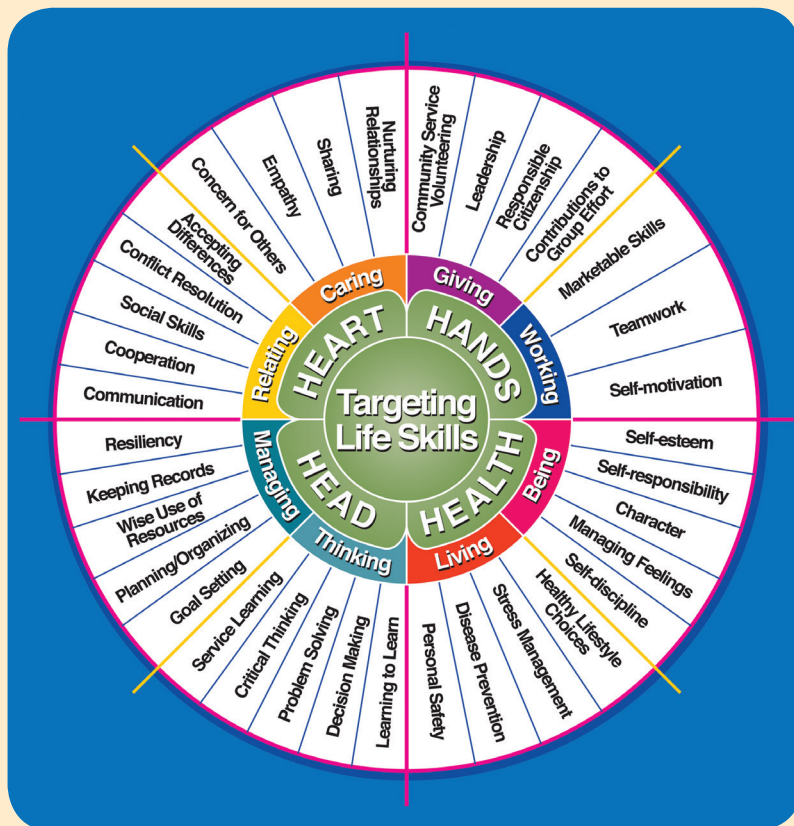 Targeting
Life Skills
HEART
HANDS
HEALTH
HEAD
Caring
Giving
Working
Being
Living
Thinking
Managing
Relating
Nurturing
Relationships
Sharing
Empathy
Concern for Others
Community Service
Volunteering
Leadership
Responsible
Citizenship
Contributions to
Group Effort
Marketable Skills
Teamwork
Self-motivation
Self-esteem
Self-responsibility
Character
Managing Feelings
Self-discipline
Healthy Lifestyle
Choices
Stress Management
Disease Prevention
Personal Safety
Learning to Learn
Decision Making
Problem Solving
Critical Thinking
Service Learning
Goal Setting
Planning/Organizing
Wise Use of
Resources
Keeping Records
Resiliency
Communication
Cooperation
Social Skills
Conflict Resolution
Accepting
Differences